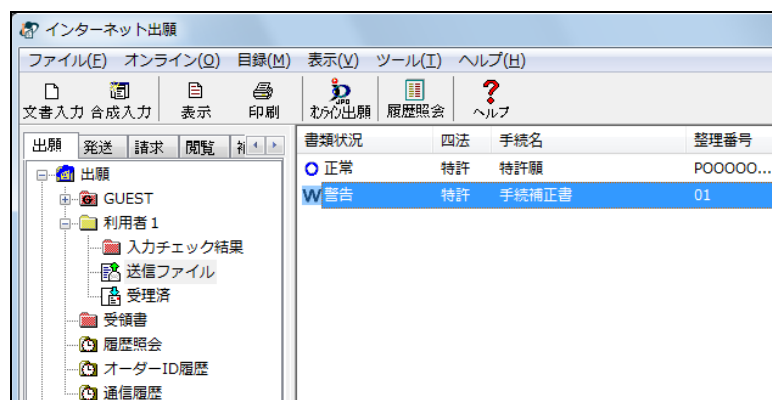 インターネット出願
ファイル(F) オンライン(O) 目録(M) 表示(V) ツール(T) ヘルプ(H)
文書入力 合成入力 表示 印刷 オンライン出願 履歴照会 ヘルプ
出願 発送 請求 閲覧
書類状況 四法 手続名 整理番号
正常 特許 特許願 POOOOO...
W 警告 特許 手続補正書 01
出願
GUEST
利用者1
入力チェック結果
送信ファイル
受理済
受領書
履歴照会
オーダーID履歴
通信履歴